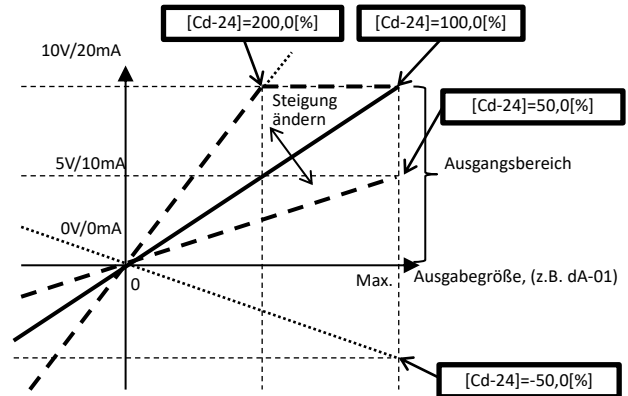 [Cd-24]=200,0[%]
[Cd-24]=100,0[%]
10V/20mA
Steigung
ändern
[Cd-24]=50,0[%]
5V/10mA
Ausgangsbereich
0V/0mA
0
Max.
Ausgabegröße, (z.B. dA-01)
[Cd-24]=-50,0[%]